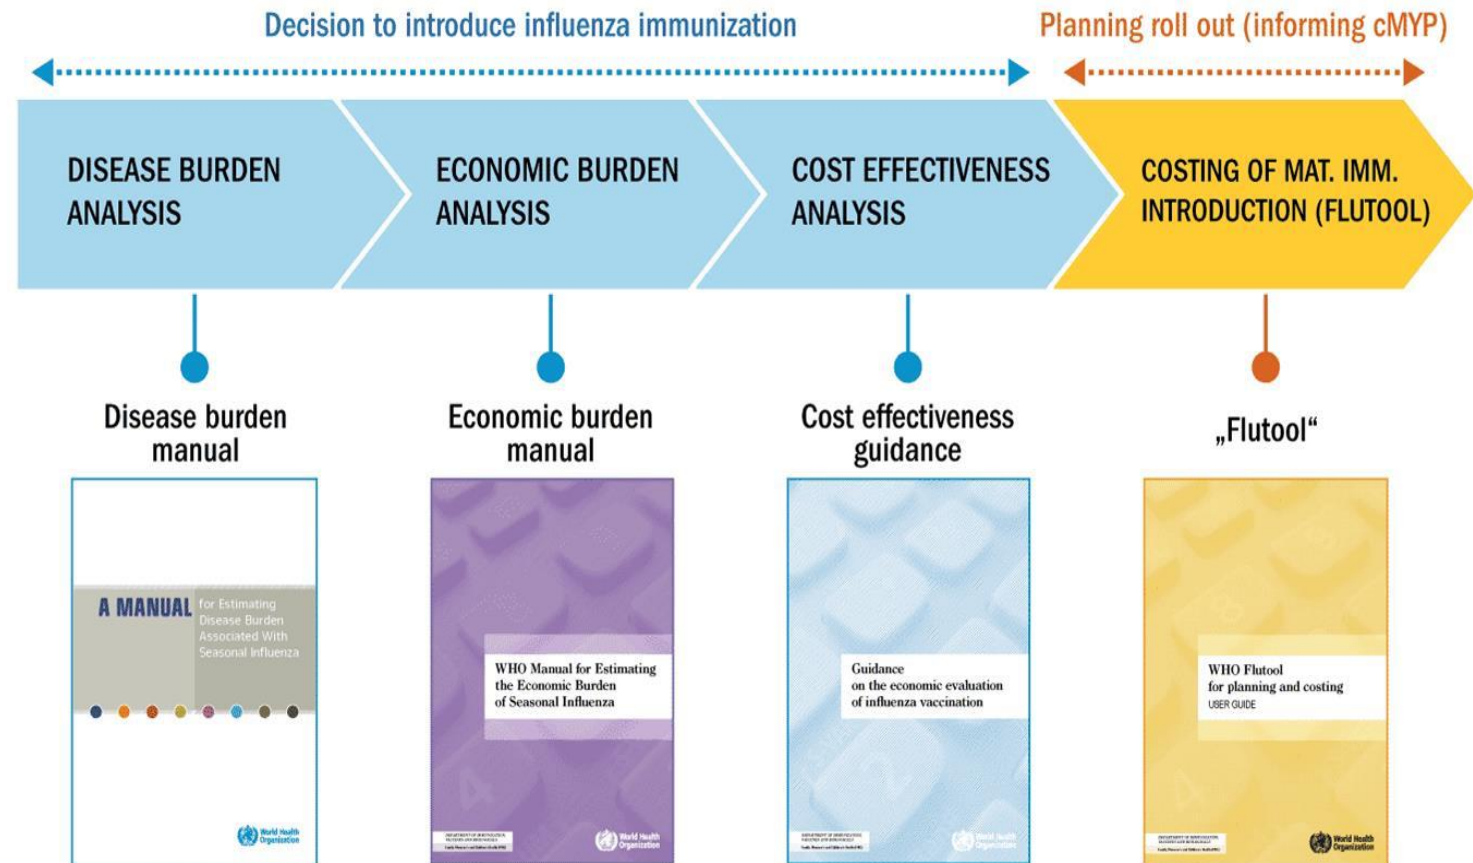 Decision to introduce influenza immunization
Planning roll out (informing cMYP)
DISEASE BURDEN
ANALYSIS
ECONOMIC BURDEN
ANALYSIS
COST EFFECTIVENESS
ANALYSIS
COSTING OF MAT. IMM.
INTRODUCTION (FLUTOOL)
Disease burden
manual
Economic burden
manual
Cost effectiveness
guidance
„Flutool“
A MANUAL
for Estimating
Disease Burden
Associated With
Seasonal Influenza
World Health
Organization
WHO Manual for Estimating
the Economic Burden
of Seasonal Influenza
World Health
Organization
Guidance
on the economic evaluation
of influenza vaccination
2
World Health
Organization
WHO Flutool
for planning and costing
USER GUIDE
World Health
Organization